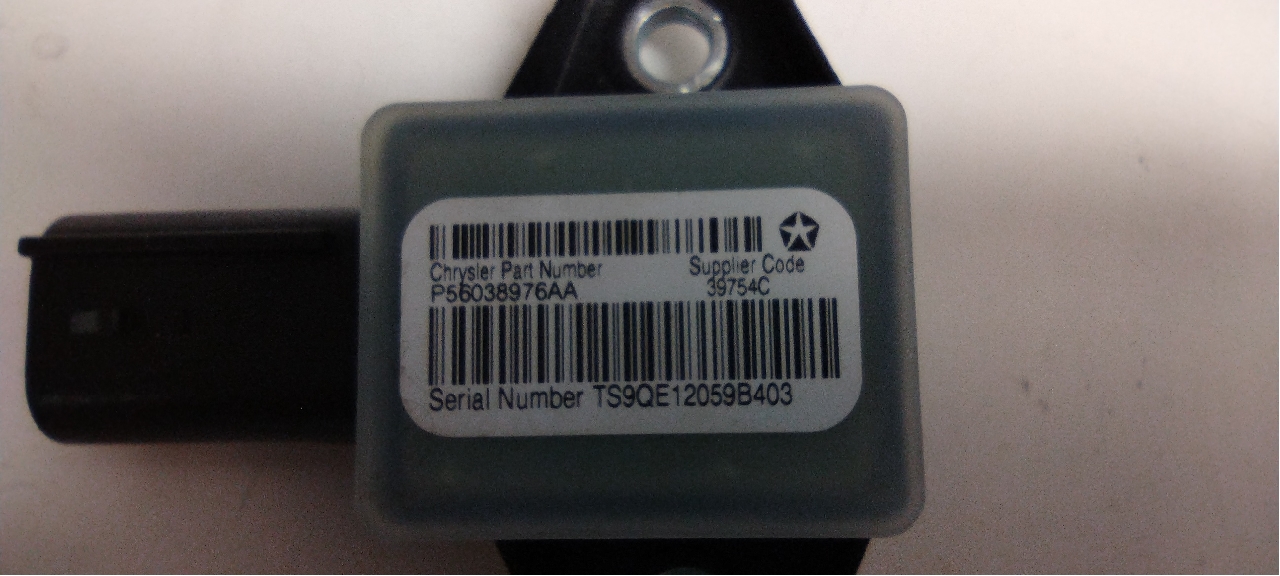 Chrysler Part Number Supplier Code
P56038976AA 39754C
Serial Number TS9QE12059B403